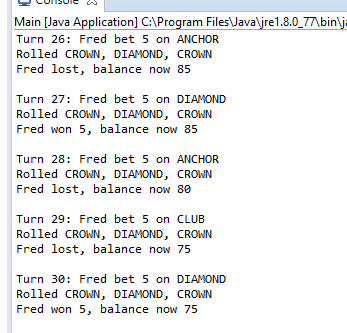 Console
Main [Java Application] C:\Program Files\Java\jre1.8.0_77\bin\ja
Turn 26: Fred bet 5 on ANCHOR
Rolled CROWN, DIAMOND, CROWN
Fred lost, balance now 85
Turn 27: Fred bet 5 on DIAMOND
Rolled CROWN, DIAMOND, CROWN
Fred won 5, balance now 85
Turn 28: Fred bet 5 on ANCHOR
Rolled CROWN, DIAMOND, CROWN
Fred lost, balance now 80
Turn 29: Fred bet 5 on CLUB
Rolled CROWN, DIAMOND, CROWN
Fred lost, balance now 75
Turn 30: Fred bet 5 on DIAMOND
Rolled CROWN, DIAMOND, CROWN
Fred won 5, balance now 75